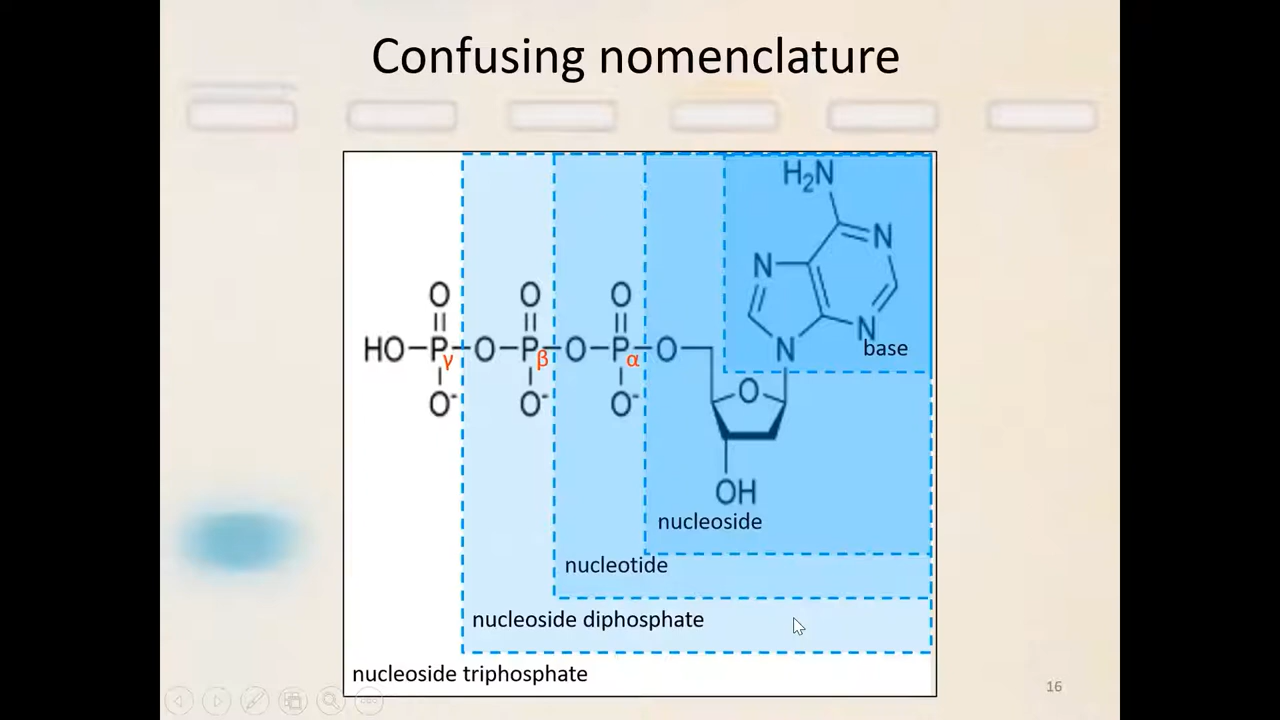 Confusing nomenclature
H₂N
N
N
N
N
base
O O O
HO P γ O P β O P α O
O⁻ O⁻ O⁻
O
OH
nucleoside
nucleotide
nucleoside diphosphate
nucleoside triphosphate
16